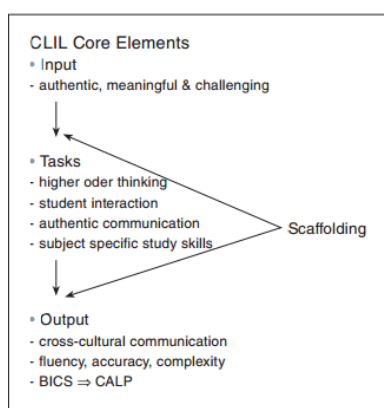 CLIL Core Elements
• Input
- authentic, meaningful & challenging
• Tasks
- higher oder thinking
- student interaction
- authentic communication
- subject specific study skills
Scaffolding
• Output
- cross-cultural communication
- fluency, accuracy, complexity
- BICS ⇒ CALP